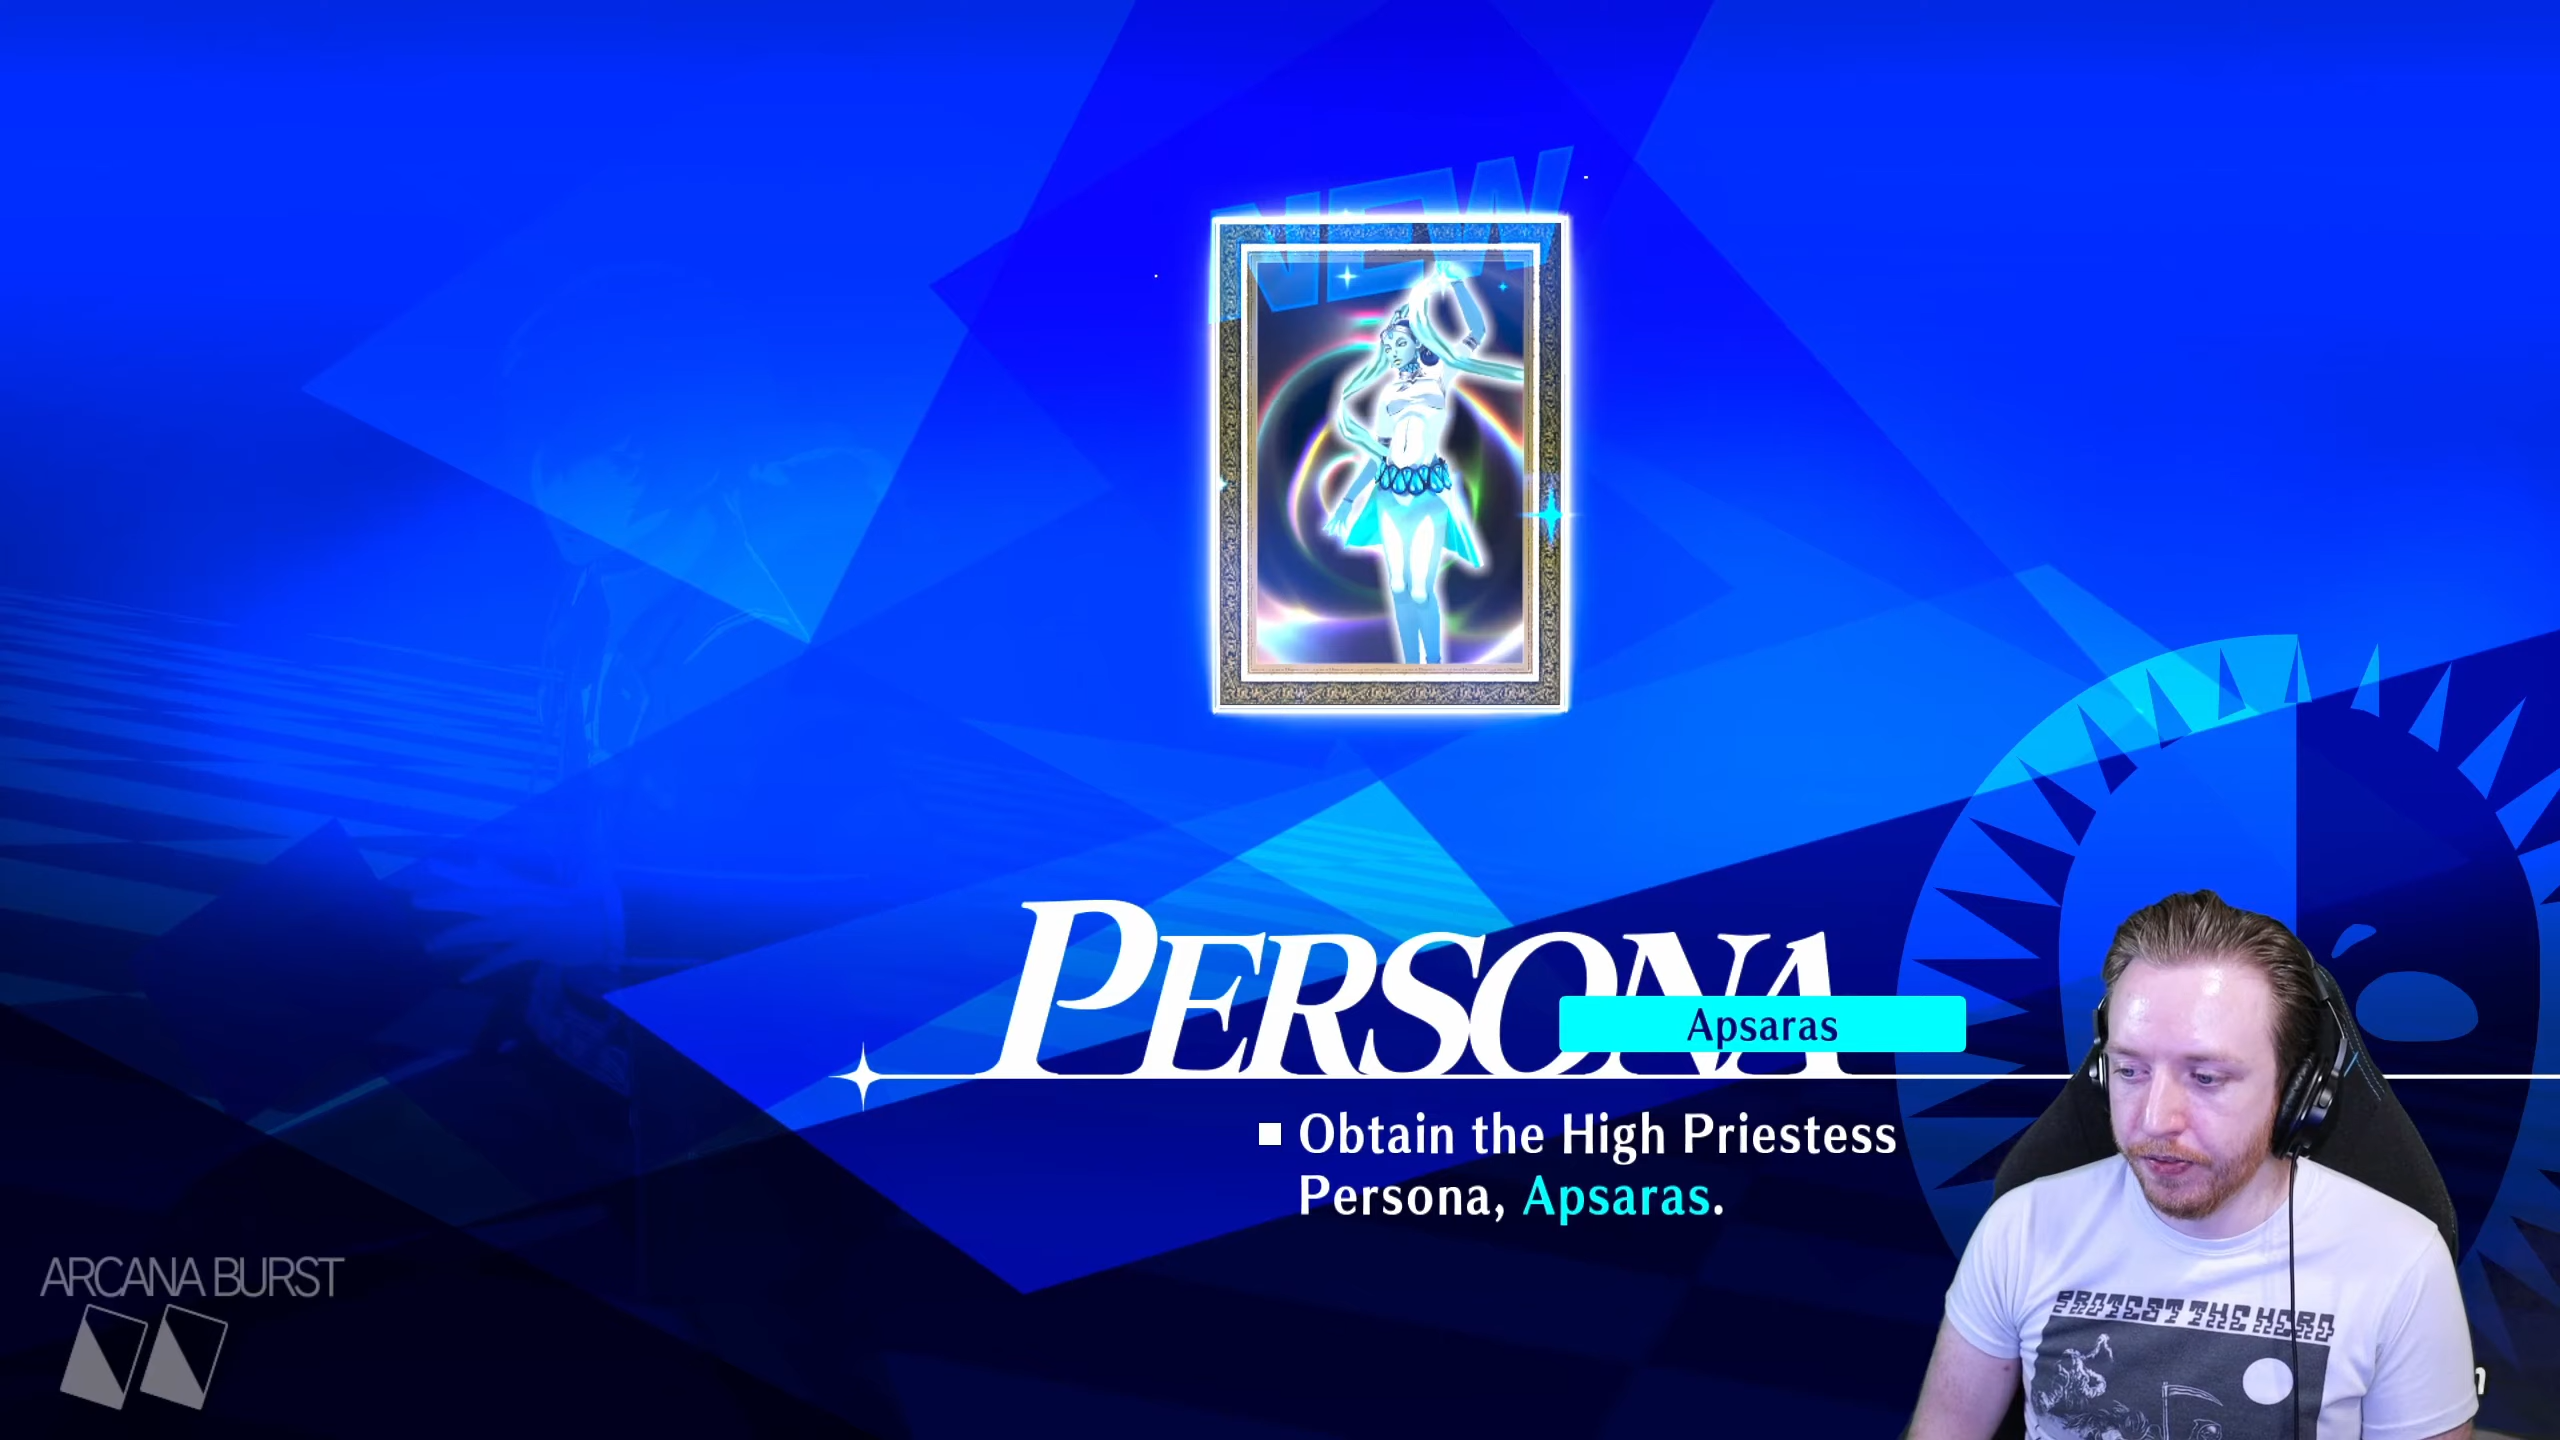 NEW
PERSONA
Apsaras
■ Obtain the High Priestess
Persona, Apsaras.
ARCANA BURST
PROTEST THE HERO